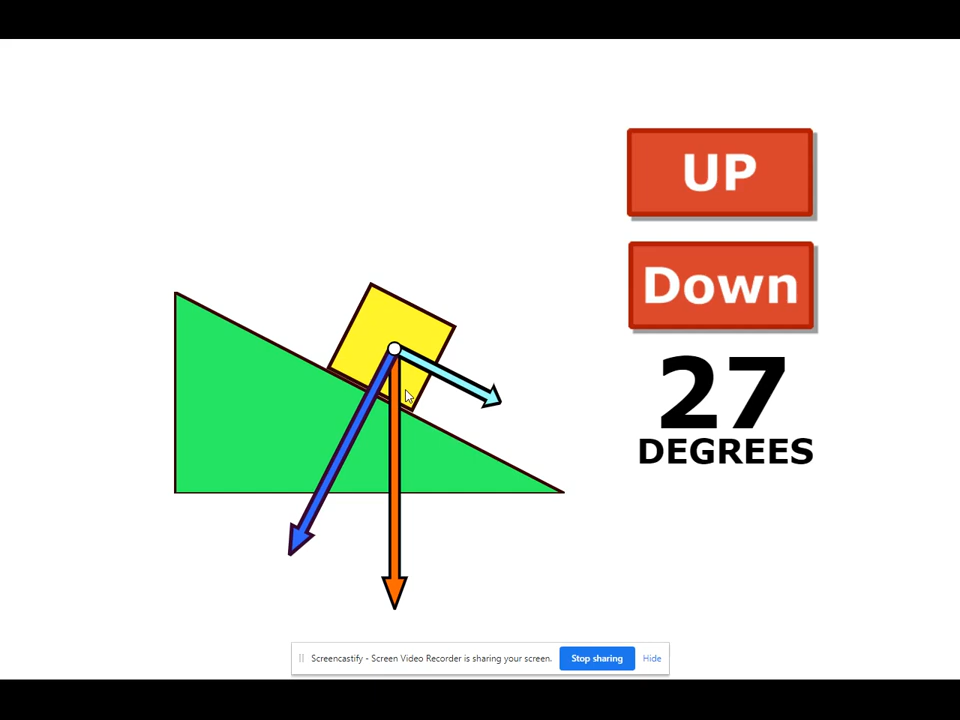 UP
Down
27
DEGREES
Screencastify - Screen Video Recorder is sharing your screen. Stop sharing Hide